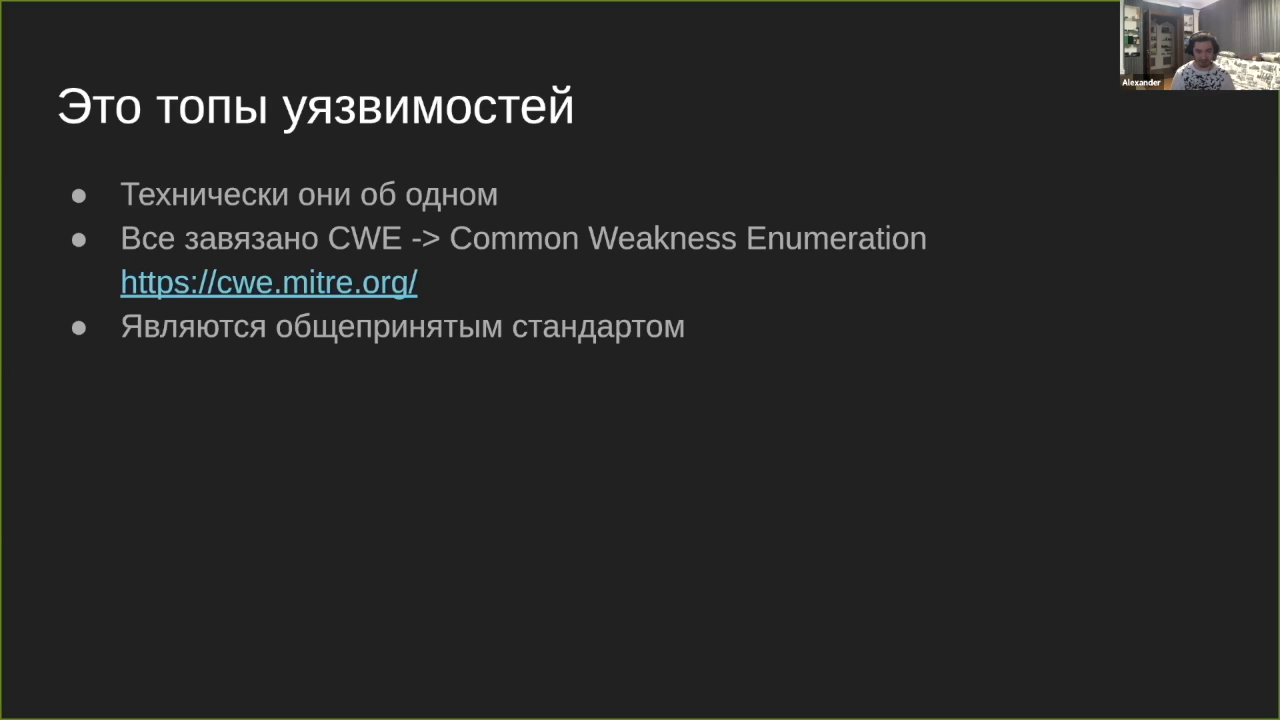 Alexander
Это топы уязвимостей
● Технически они об одном
● Все завязано CWE -> Common Weakness Enumeration
https://cwe.mitre.org/
● Являются общепринятым стандартом